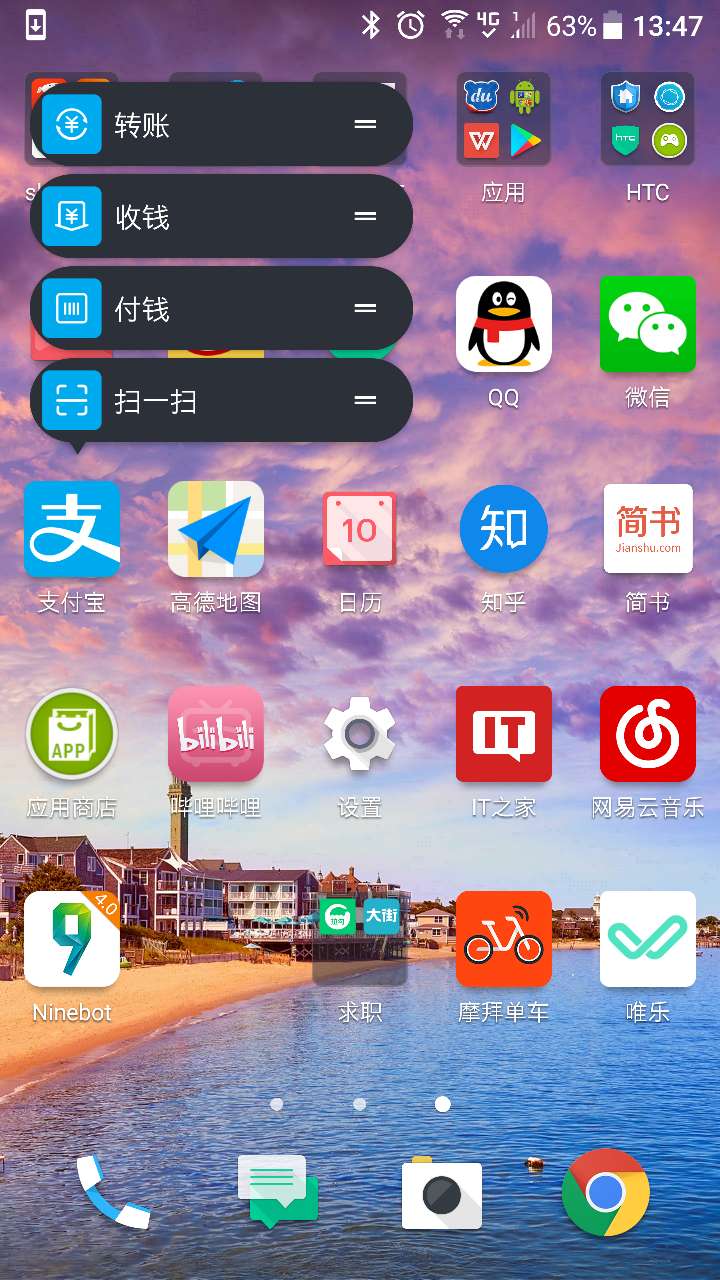 4G
1
63%
13:47
转账
收钱
付钱
扫一扫
du
W
hTC
应用
HTC
QQ
微信
支
10
知
简书
Jianshu.com
支付宝
高德地图
日历
知乎
简书
APP
bilibili
IT
应用商店
哔哩哔哩
设置
IT之家
网易云音乐
4.0
9
大街
Ninebot
求职
摩拜单车
唯乐